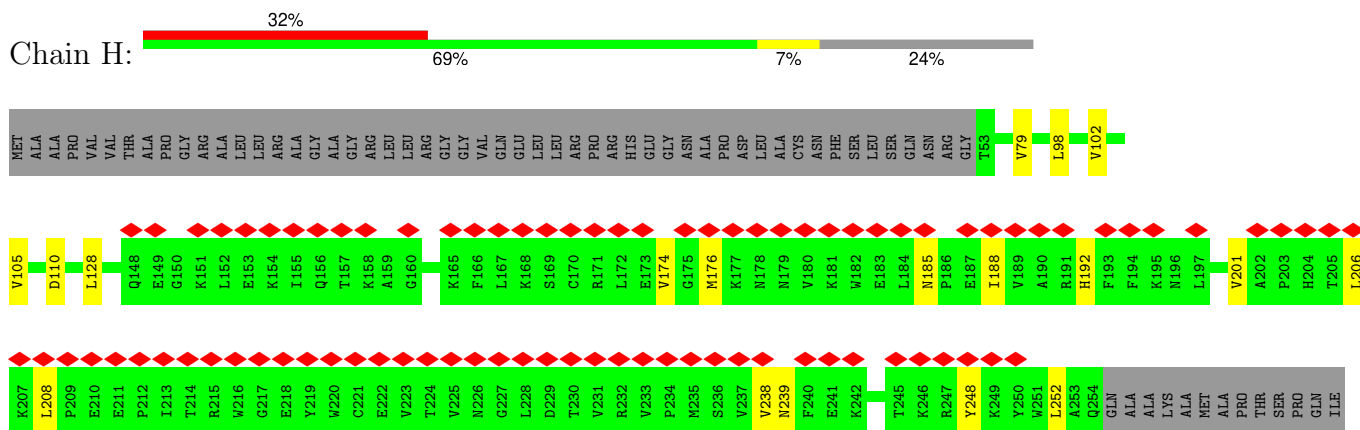 32%
Chain H:
69% 7% 24%
MET ALA ALA PRO VAL VAL THR ALA PRO GLY ARG ALA LEU LEU ARG ALA GLY ALA GLY ARG LEU LEU ARG GLY GLY VAL GLN GLU LEU LEU ARG PRO ARG HIS GLU GLY ASN ALA PRO ASP LEU ALA CYS ASN PHE SER LEU SER GLN ASN ARG GLY T53 V79 L98 V102
V105 D110 L128 Q148 E149 G150 K151 L152 E153 K154 I155 Q156 T157 K158 A159 G160 K165 F166 L167 K168 S169 C170 R171 L172 E173 V174 G175 M176 K177 N178 N179 V180 K181 W182 E183 L184 N185 P186 E187 I188 V189 A190 R191 H192 F193 F194 K195 N196 L197 V201 A202 P203 H204 T205 L206
K207 L208 P209 E210 E211 P212 I213 T214 R215 W216 G217 E218 Y219 W220 C221 E222 V223 T224 V225 N226 G227 L228 D229 T230 V231 R232 V233 P234 M235 S236 V237 V238 N239 F240 E241 K242 T245 K246 R247 Y248 K249 Y250 W251 L252 A253 Q254 GLN ALA ALA LYS ALA MET ALA PRO THR SER PRO GLN ILE